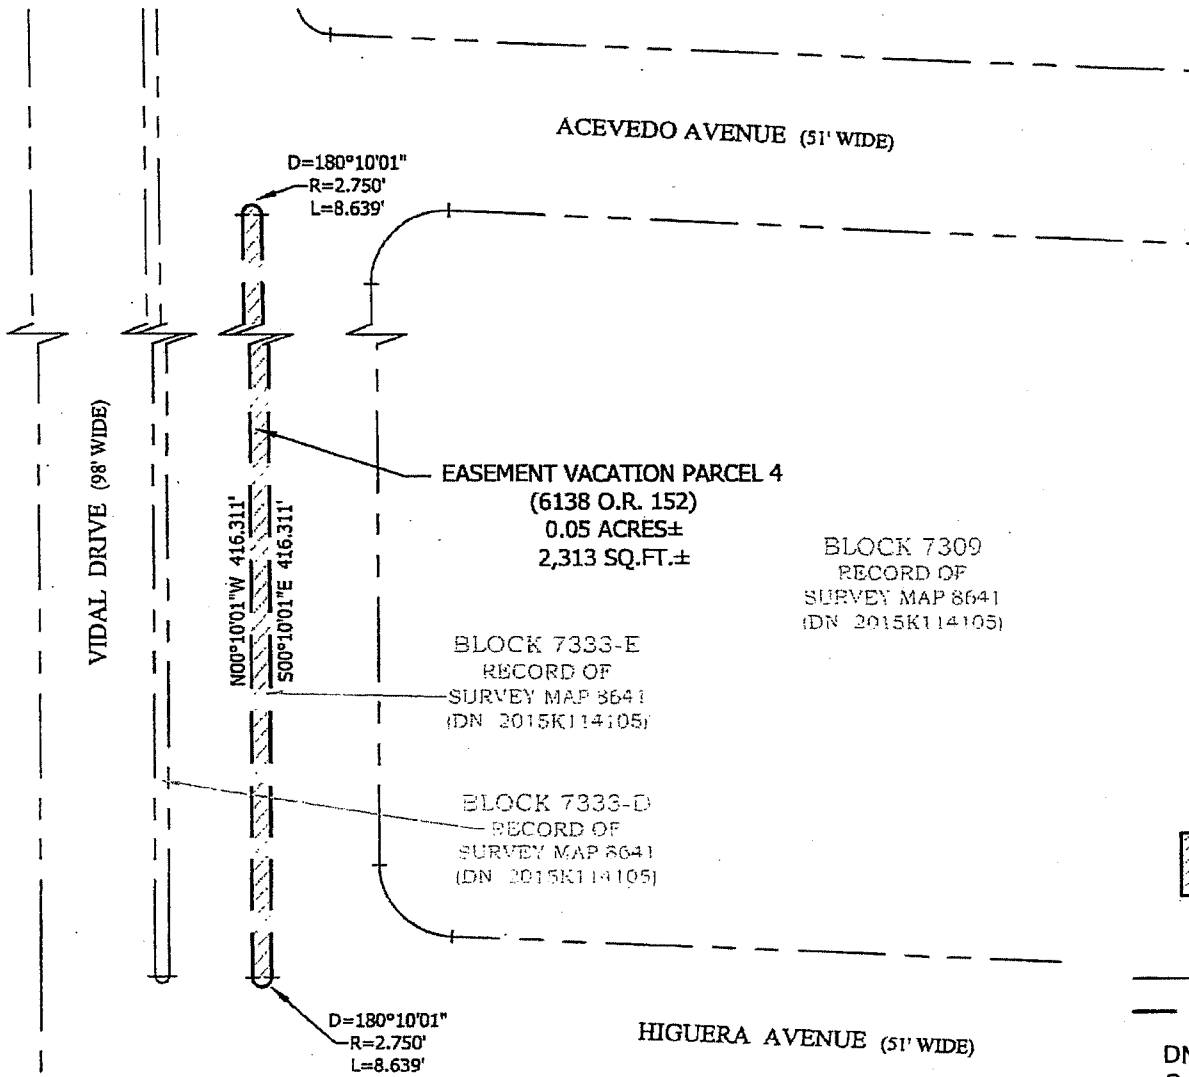 ACEVEDO AVENUE (51' WIDE)
D=180°10'01"
R=2.750'
L=8.639'
VIDAL DRIVE (98' WIDE)
N00°10'01"W 416.311'
S00°10'01"E 416.311'
EASEMENT VACATION PARCEL 4
(6138 O.R. 152)
0.05 ACRES±
2,313 SQ.FT.±
BLOCK 7309
RECORD OF
SURVEY MAP 8641
(DN 2015K114105)
BLOCK 7333-E
RECORD OF
SURVEY MAP 8641
(DN 2015K114105)
BLOCK 7333-D
RECORD OF
SURVEY MAP 8641
(DN 2015K114105)
D=180°10'01"
R=2.750'
L=8.639'
HIGUERA AVENUE (51' WIDE)
DN